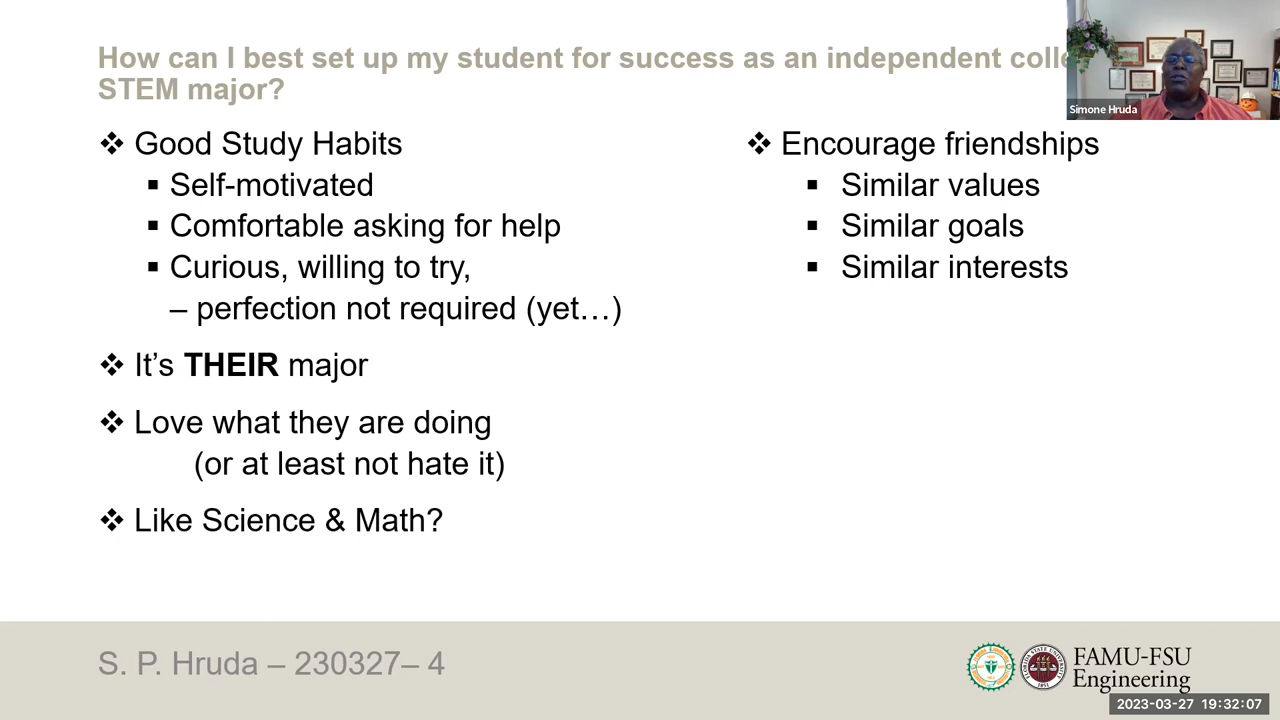 How can I best set up my student for success as an independent colle
STEM major?
Simone Hruda
❖ Good Study Habits
▪ Self-motivated
▪ Comfortable asking for help
▪ Curious, willing to try,
– perfection not required (yet…)
❖ It's THEIR major
❖ Love what they are doing
(or at least not hate it)
❖ Like Science & Math?
❖ Encourage friendships
▪ Similar values
▪ Similar goals
▪ Similar interests
S. P. Hruda – 230327– 4
FAMU-FSU
Engineering
2023-03-27 19:32:07